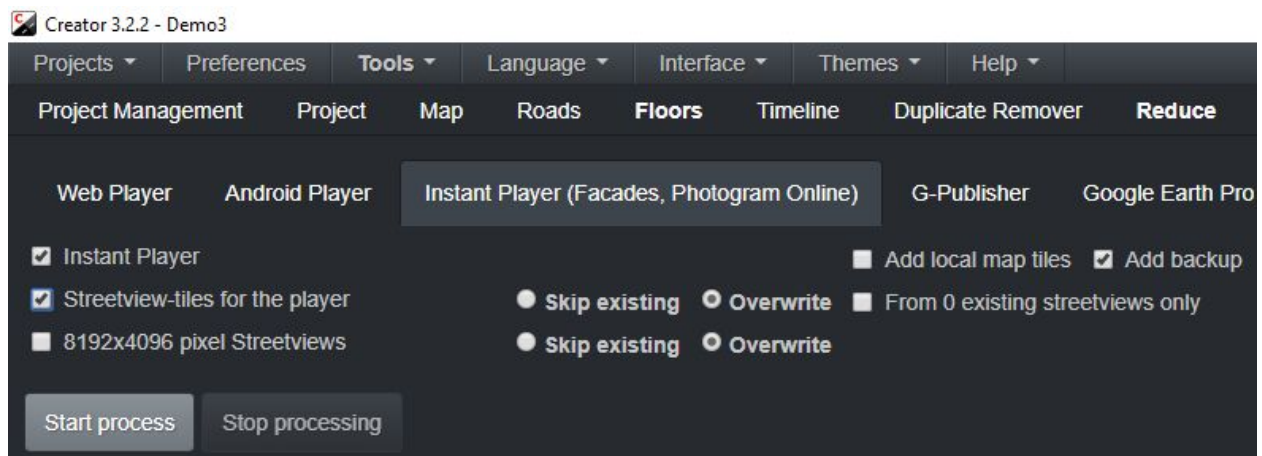 Creator 3.2.2 - Demo3
Projects Preferences Tools Language Interface Themes Help
Project Management Project Map Roads Floors Timeline Duplicate Remover Reduce
Web Player Android Player Instant Player (Facades, Photogram Online) G-Publisher Google Earth Pro
Instant Player Add local map tiles Add backup
Streetview-tiles for the player Skip existing Overwrite From 0 existing streetviews only
8192x4096 pixel Streetviews Skip existing Overwrite
Start process Stop processing